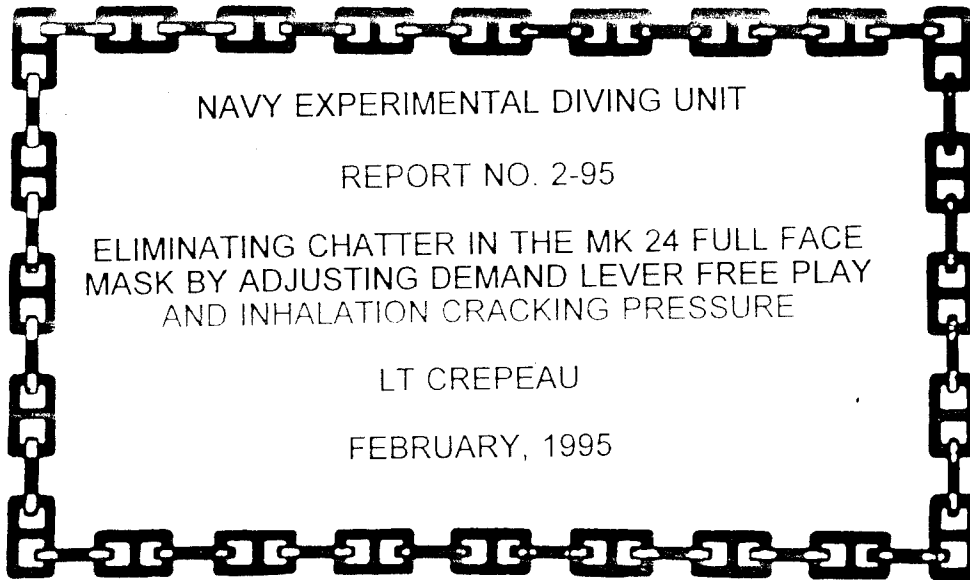 NAVY EXPERIMENTAL DIVING UNIT
REPORT NO. 2-95
ELIMINATING CHATTER IN THE MK 24 FULL FACE
MASK BY ADJUSTING DEMAND LEVER FREE PLAY
AND INHALATION CRACKING PRESSURE
LT CREPEAU
FEBRUARY, 1995